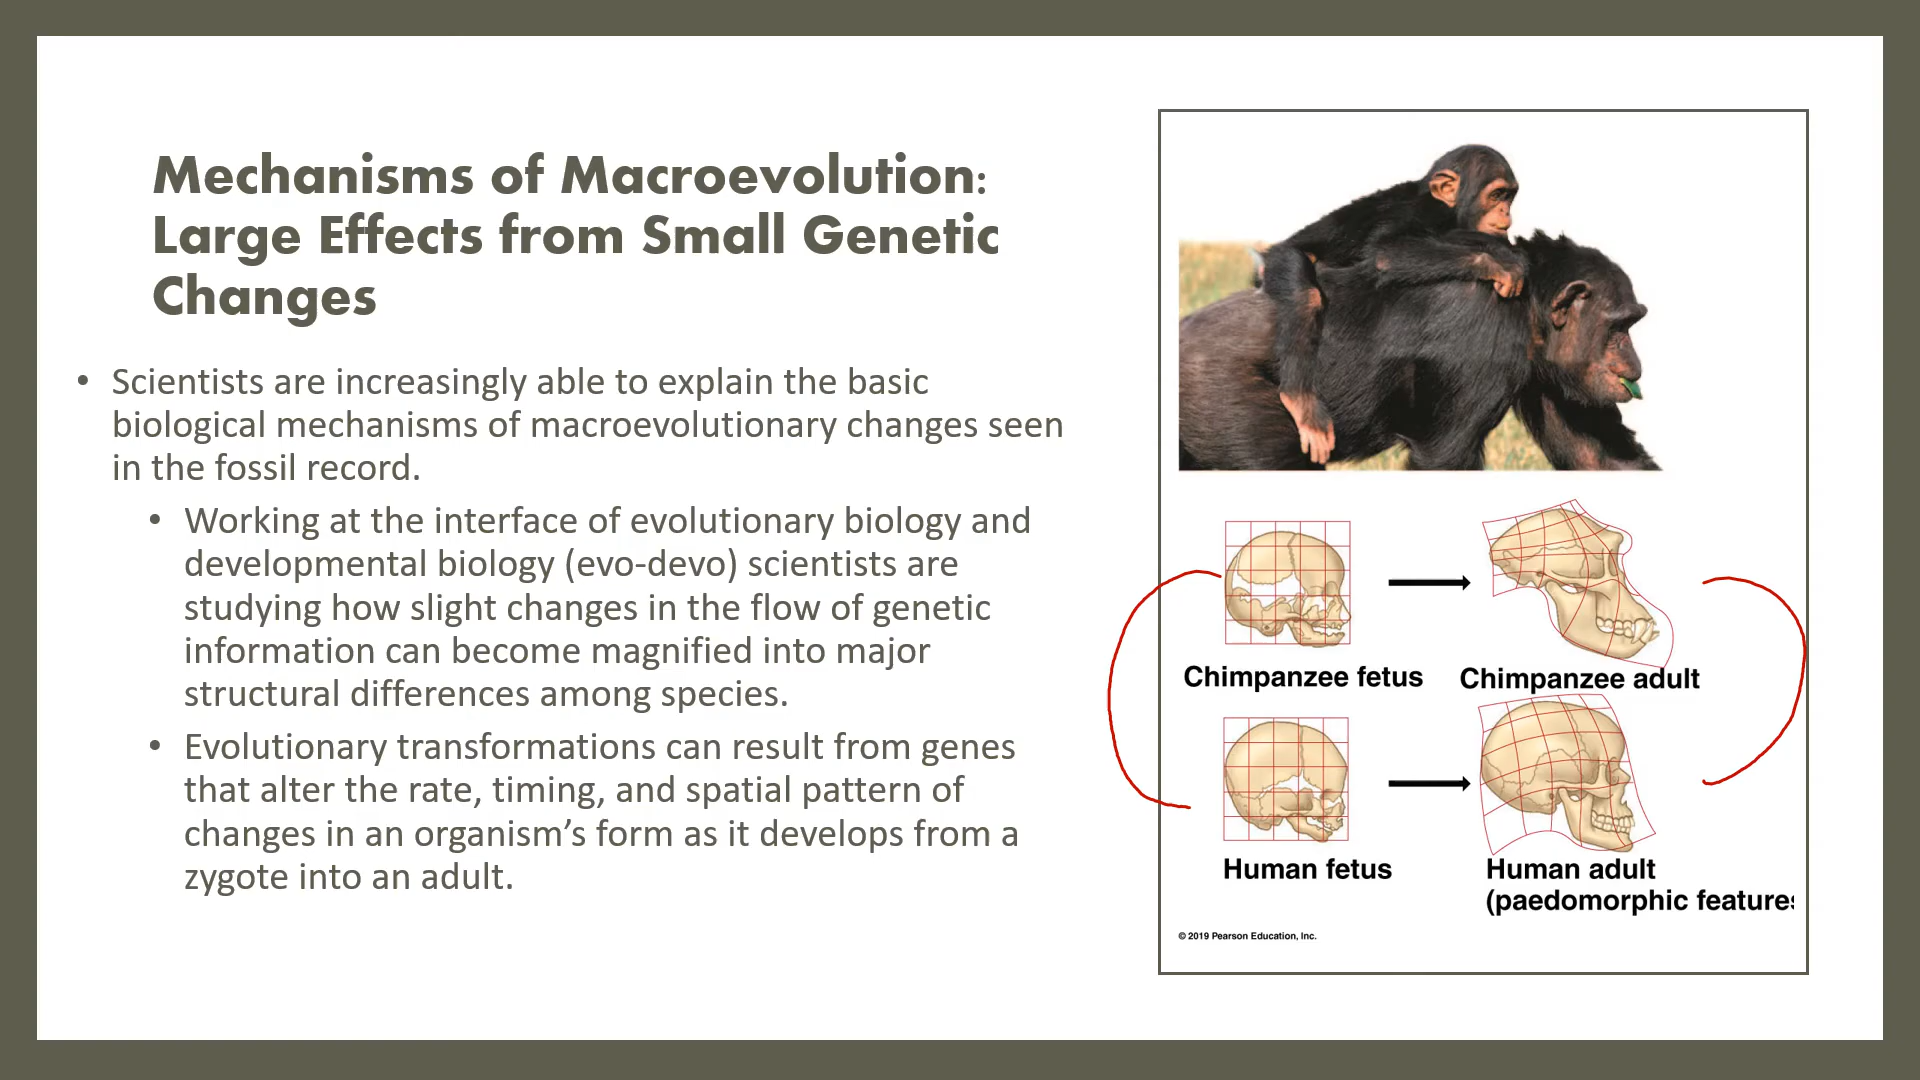 Mechanisms of Macroevolution:
Large Effects from Small Genetic
Changes
• Scientists are increasingly able to explain the basic
biological mechanisms of macroevolutionary changes seen
in the fossil record.
• Working at the interface of evolutionary biology and
developmental biology (evo-devo) scientists are
studying how slight changes in the flow of genetic
information can become magnified into major
structural differences among species.
• Evolutionary transformations can result from genes
that alter the rate, timing, and spatial pattern of
changes in an organism’s form as it develops from a
zygote into an adult.
Chimpanzee fetus
Chimpanzee adult
Human fetus
Human adult
(paedomorphic features
© 2019 Pearson Education, Inc.